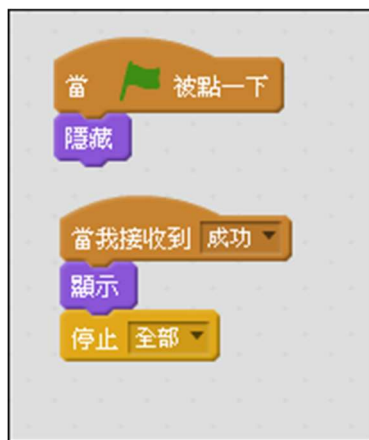 當 被點一下
隱藏
當我接收到 成功
顯示
停止 全部